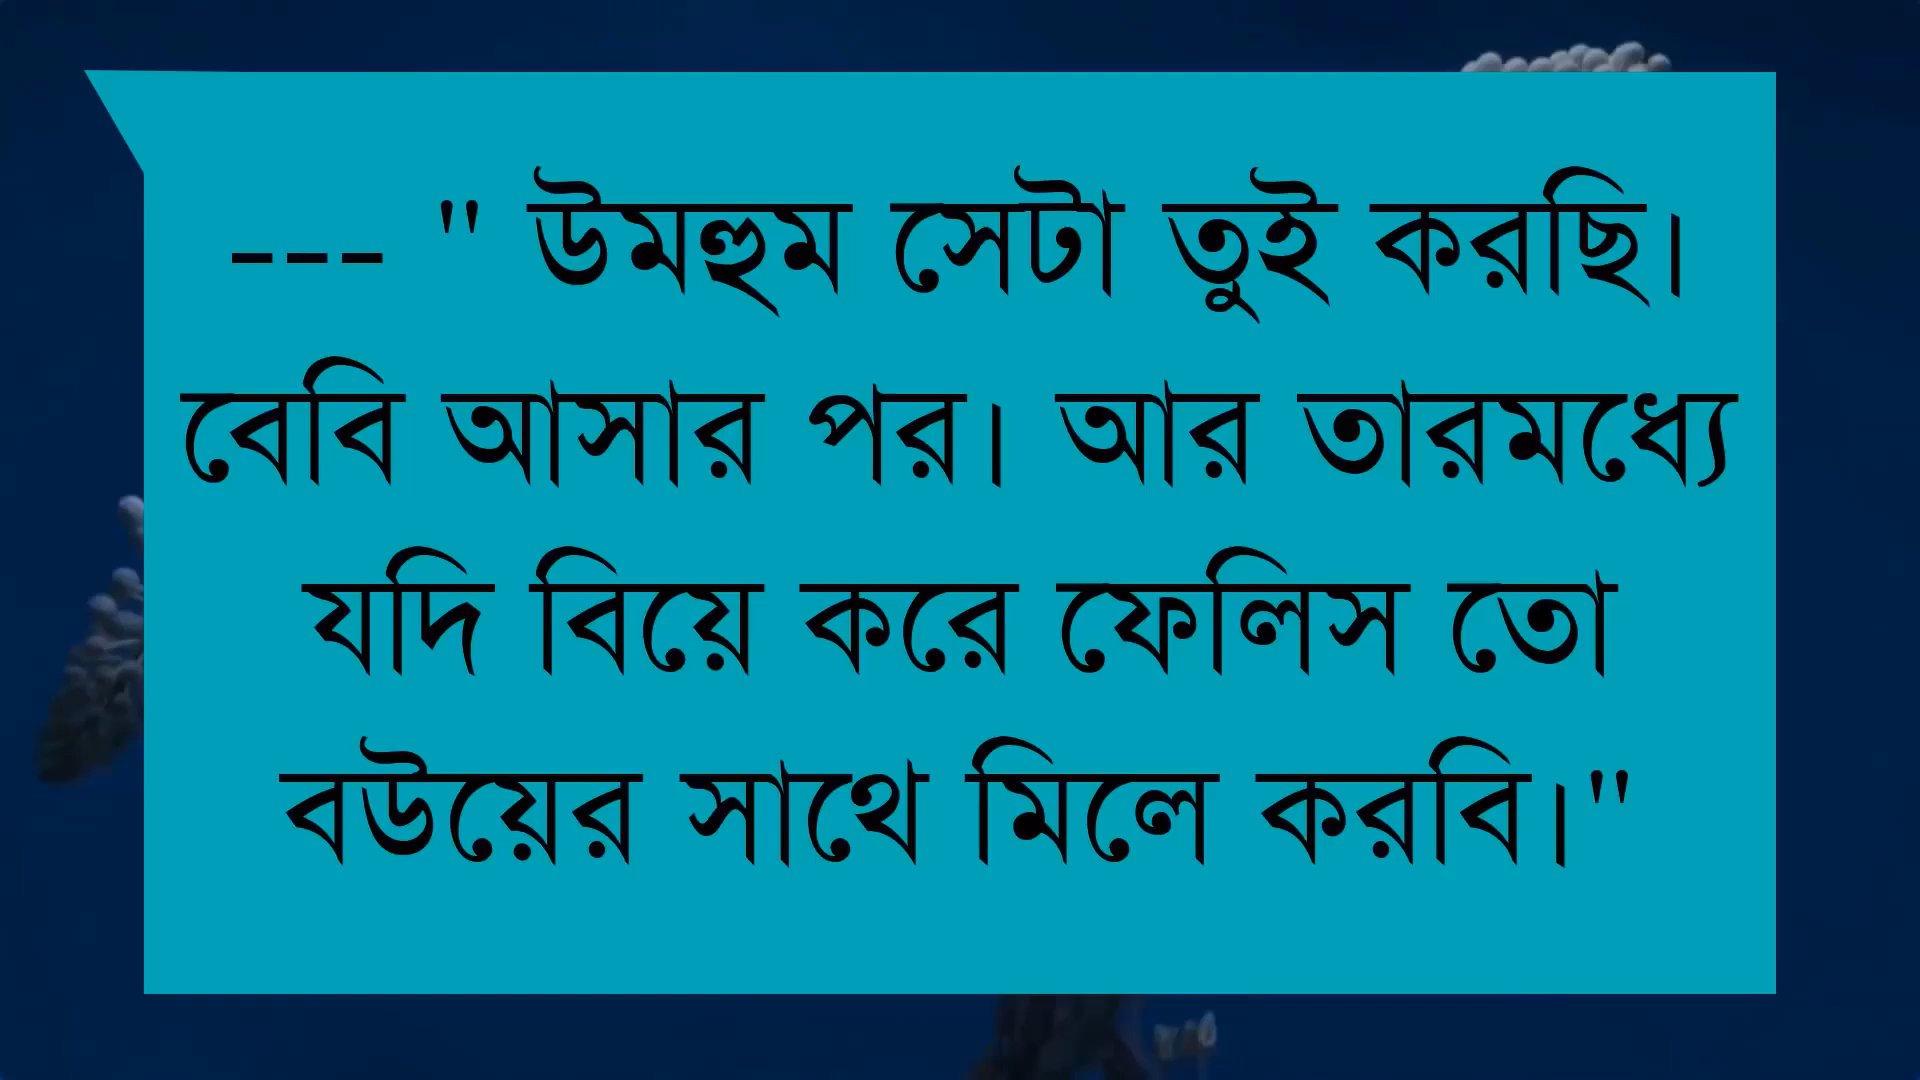 --- " উমহুম সেটা তুই করছি।
বেবি আসার পর। আর তারমধ্যে
যদি বিয়ে করে ফেলিস তো
বউয়ের সাথে মিলে করবি।"